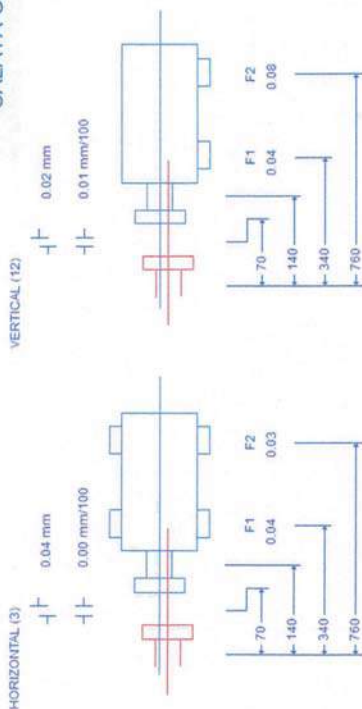 HORIZONTAL (3)
0.04 mm
0.00 mm/100
F1 F2
0.04 0.03
70
140
340
760
VERTICAL (12)
0.02 mm
0.01 mm/100
F1 F2
0.04 0.08
70
140
340
760